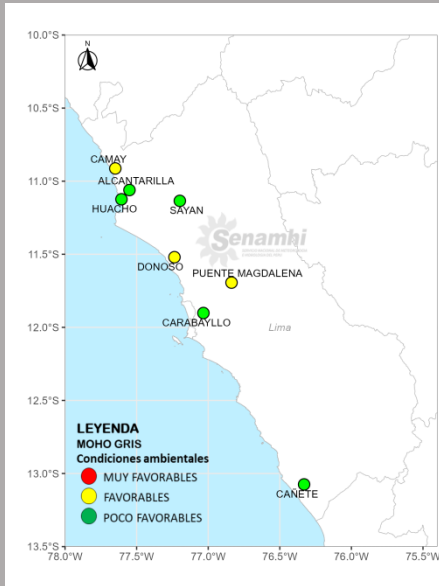 10.0°S
N
10.5°S
CAMAY
11.0°S
ALCANTARILLA
HUACHO
SAYAN
Senamhi
11.5°S
DONOSO
PUENTE MAGDALENA
CARABAYLLO
12.0°S
Lima
12.5°S
LEYENDA
MOHO GRIS
Condiciones ambientales
MUY FAVORABLES
FAVORABLES
POCO FAVORABLES
13.0°S
CAÑETE
13.5°S
78.0°W 77.5°W 77.0°W 76.5°W 76.0°W 75.5°W